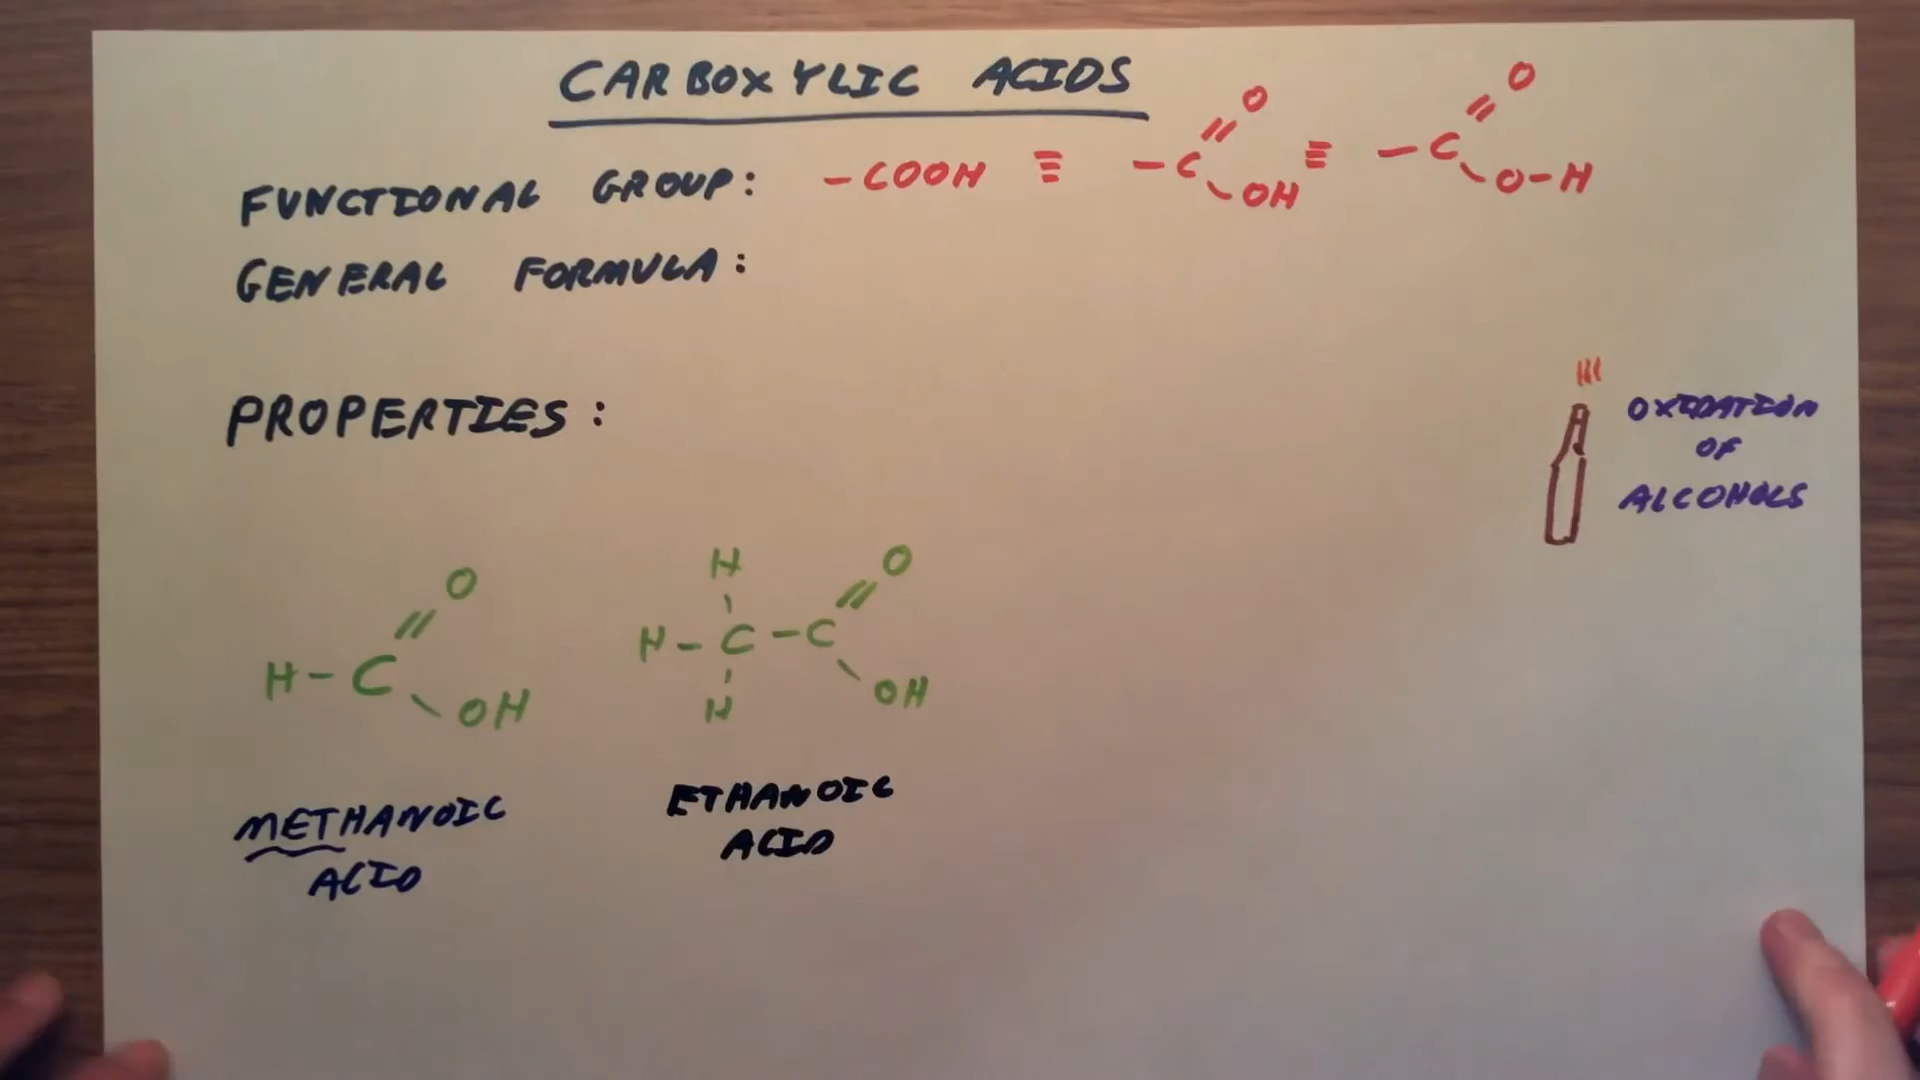 CARBOXYLIC ACIDS
FUNCTIONAL GROUP: -COOH ≡ -C=O OH ≡ -C=O O-H
GENERAL FORMULA:
PROPERTIES:
OXIDATION
OF
ALCOHOLS
O
H-C
OH
H O
H-C-C
H OH
METHANOIC
ACID
ETHANOIC
ACID